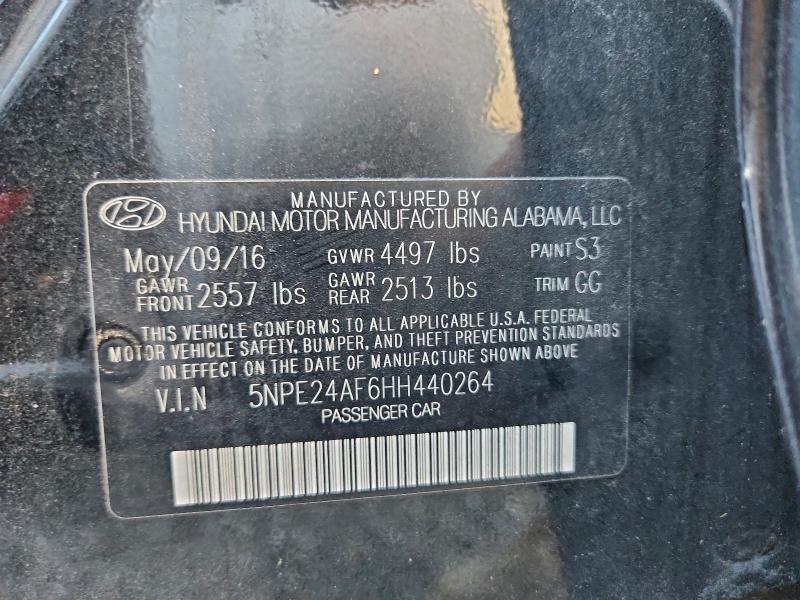 MANUFACTURED BY
HYUNDAI MOTOR MANUFACTURING ALABAMA, LLC
May/09/16 GVWR 4497 lbs PAINT S3
GAWR FRONT 2557 lbs GAWR REAR 2513 lbs TRIM GG
THIS VEHICLE CONFORMS TO ALL APPLICABLE U.S.A. FEDERAL
MOTOR VEHICLE SAFETY, BUMPER, AND THEFT PREVENTION STANDARDS
IN EFFECT ON THE DATE OF MANUFACTURE SHOWN ABOVE
V.I.N 5NPE24AF6HH440264
PASSENGER CAR